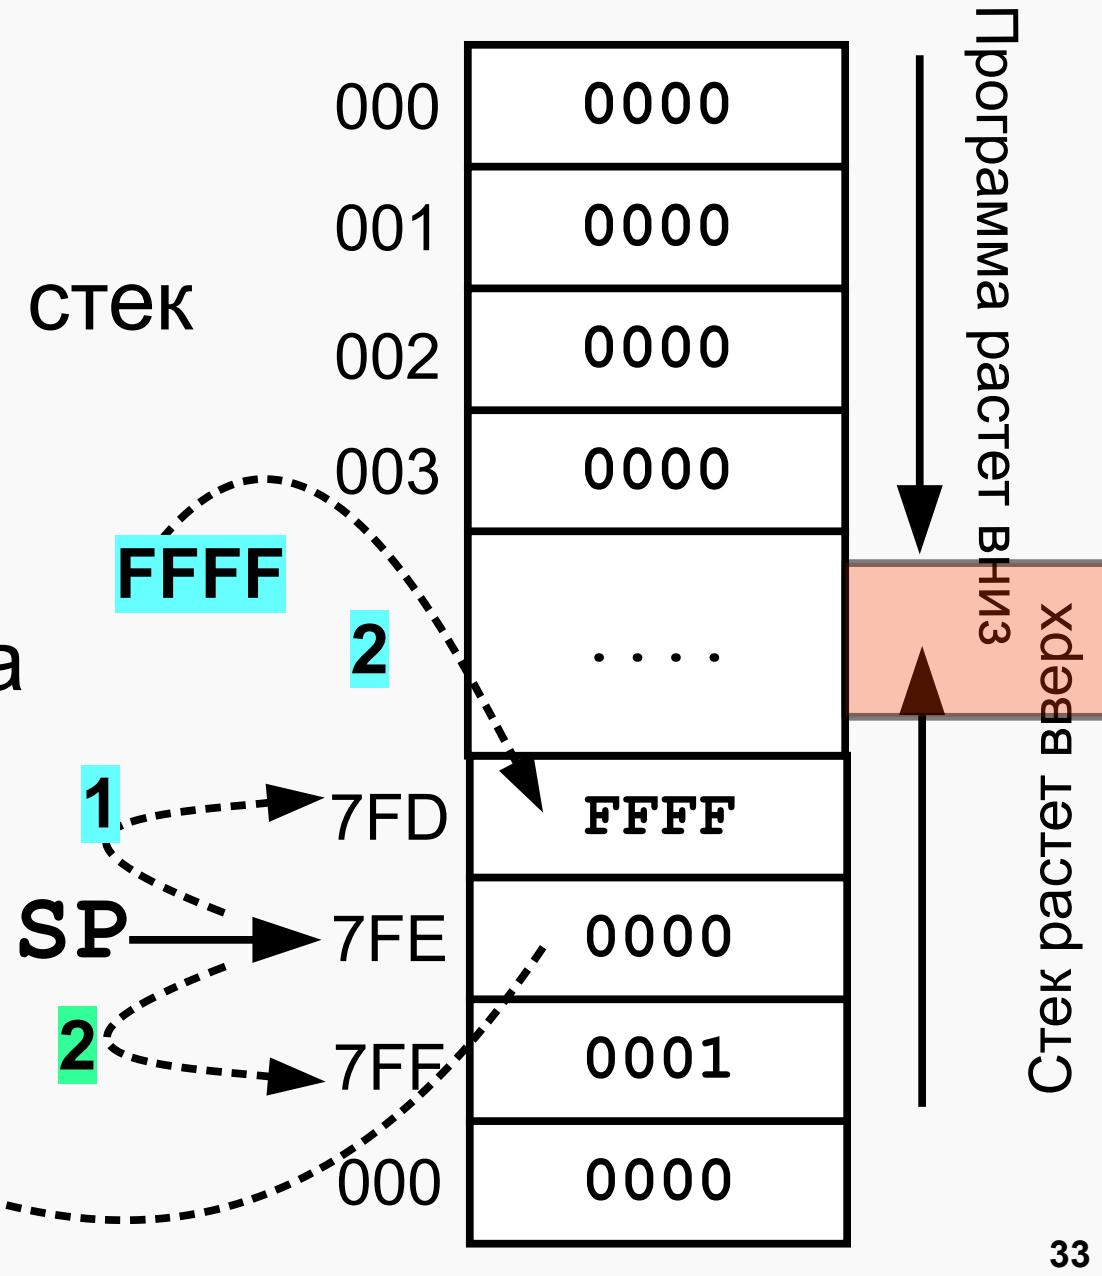 000 0000
001 0000
стек
002 0000
003 0000
FFFF
2
а
....
1
7FD FFFF
SP
7FE 0000
2
7FF 0001
000 0000
Программа растет вниз
Стек растет вверх
33